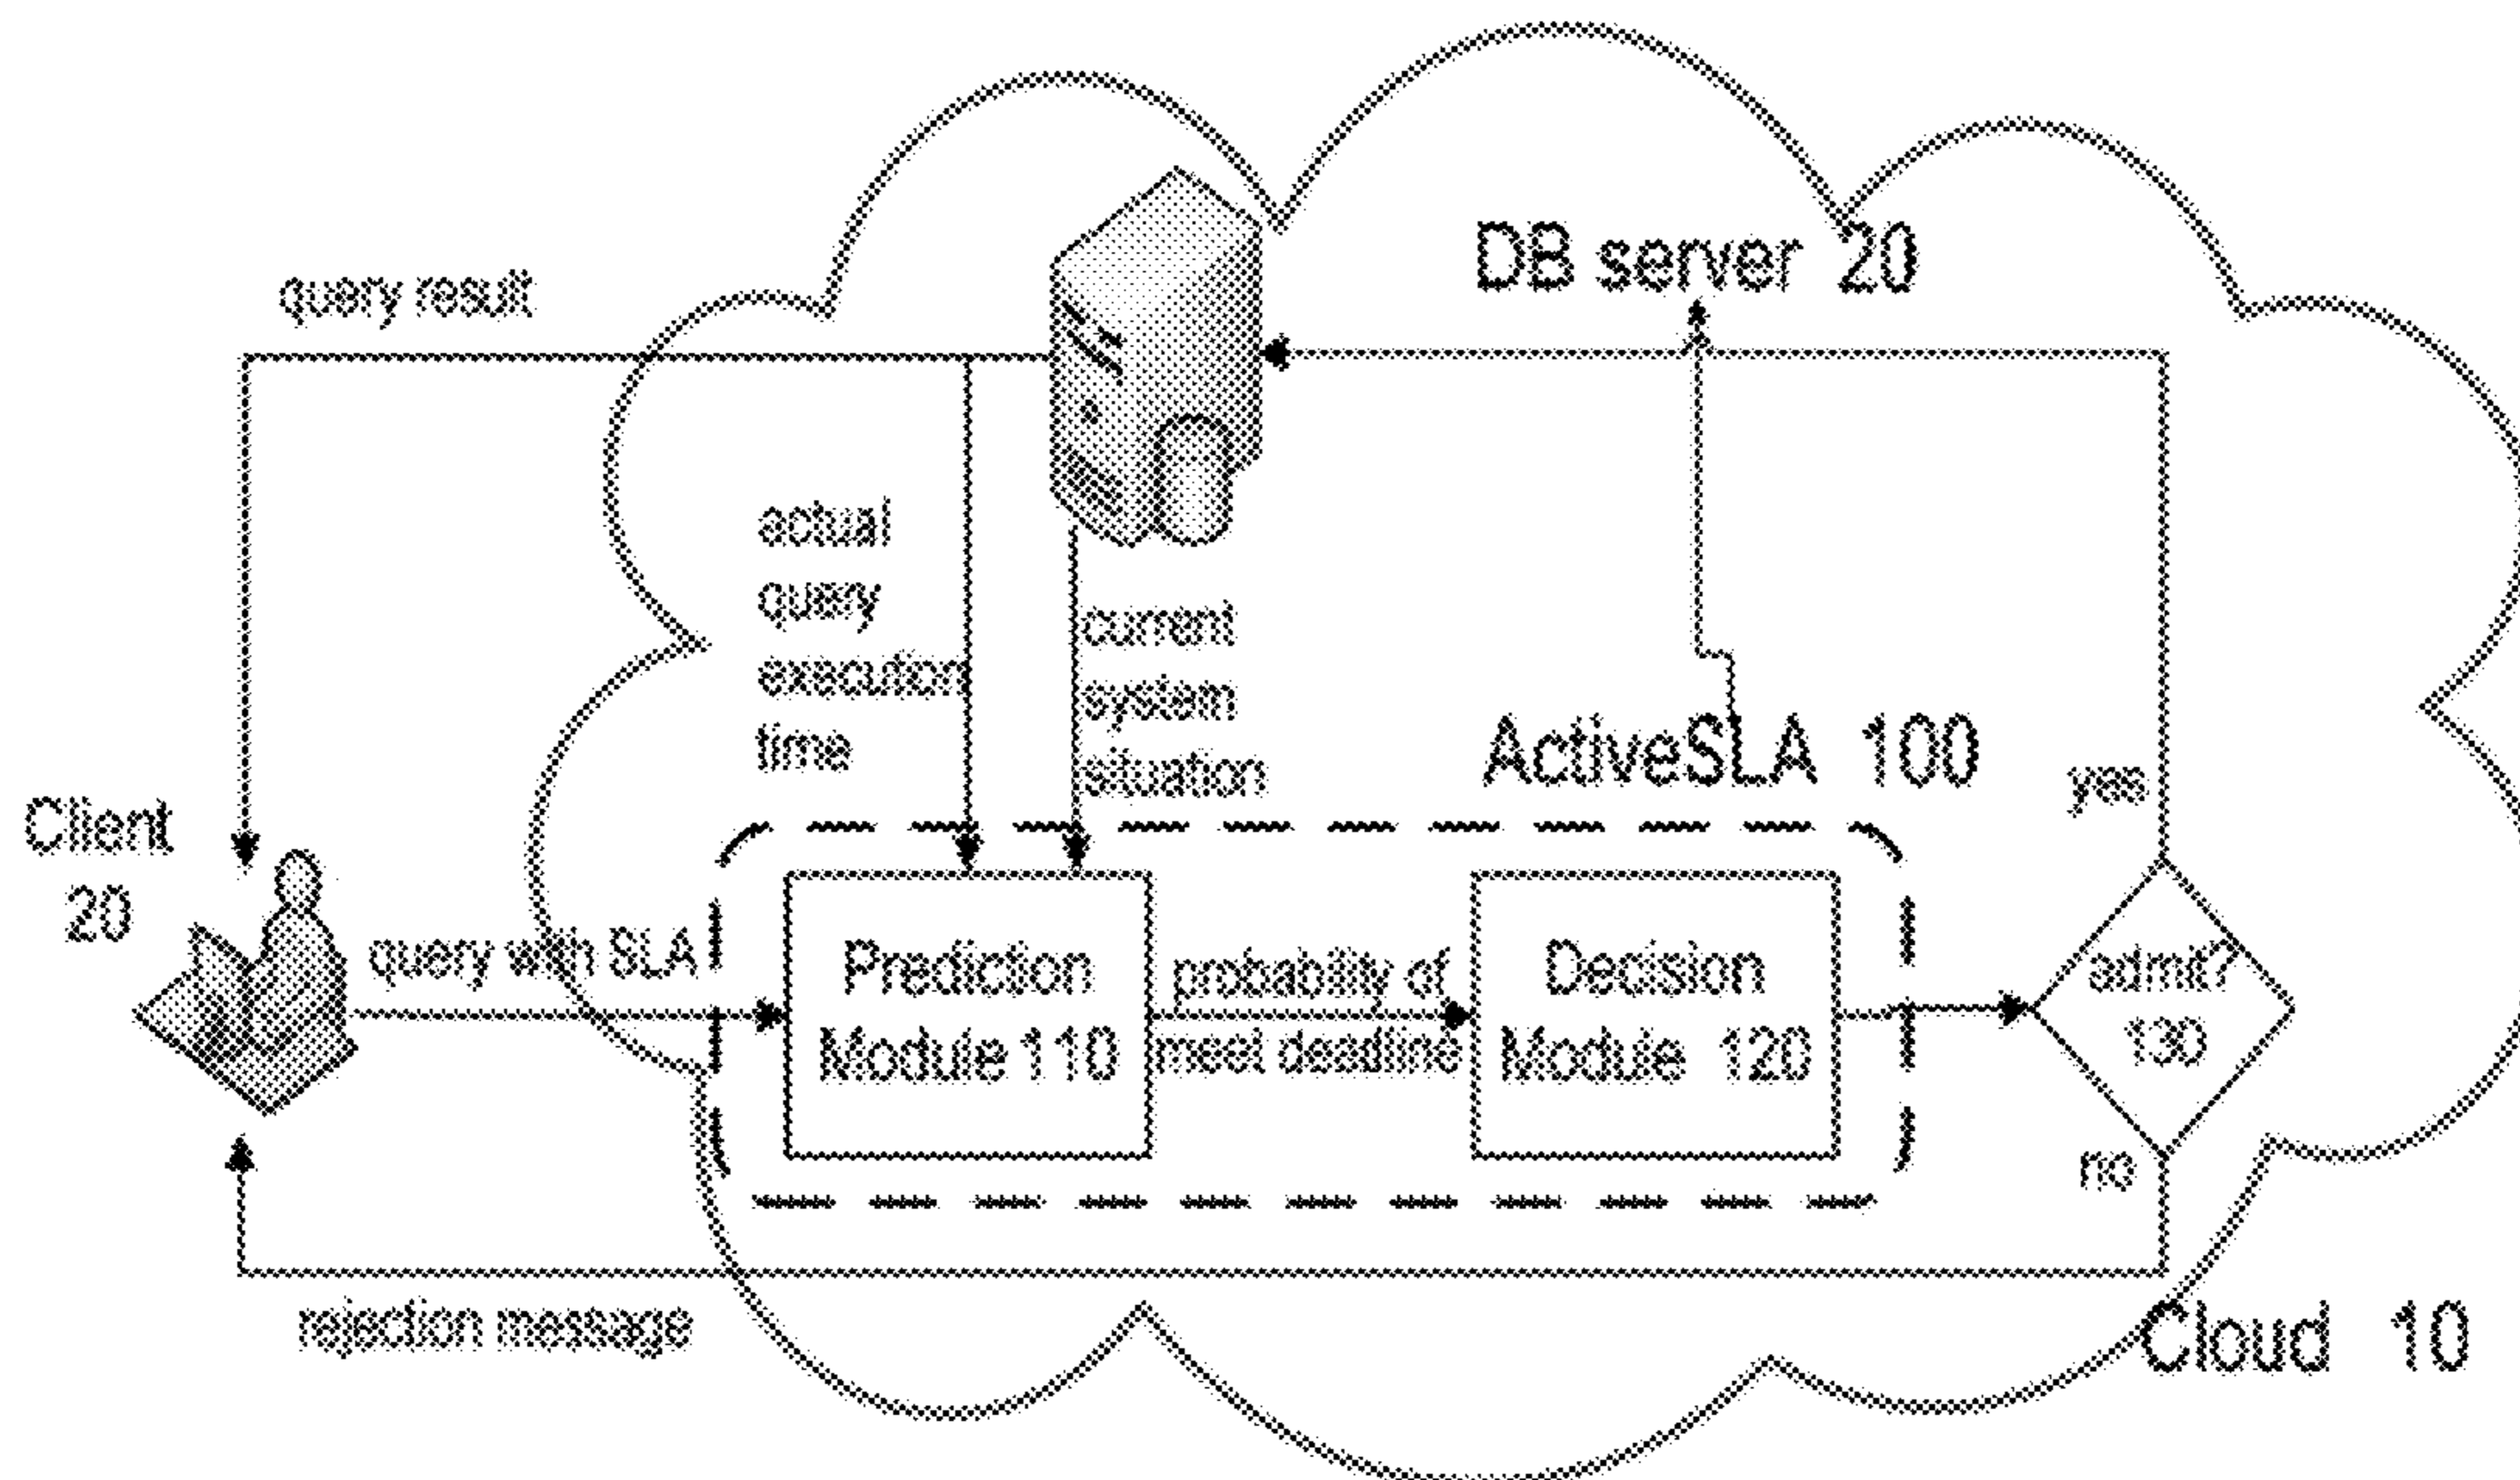 DB server 20
query result
actual
query
execution
time
current
system
situation
ActiveSLA 100
yes
Client
20
query with SLA
Prediction
Module 110
probability of
meet deadline
Decision
Module 120
admit?
130
no
rejection message
Cloud 10